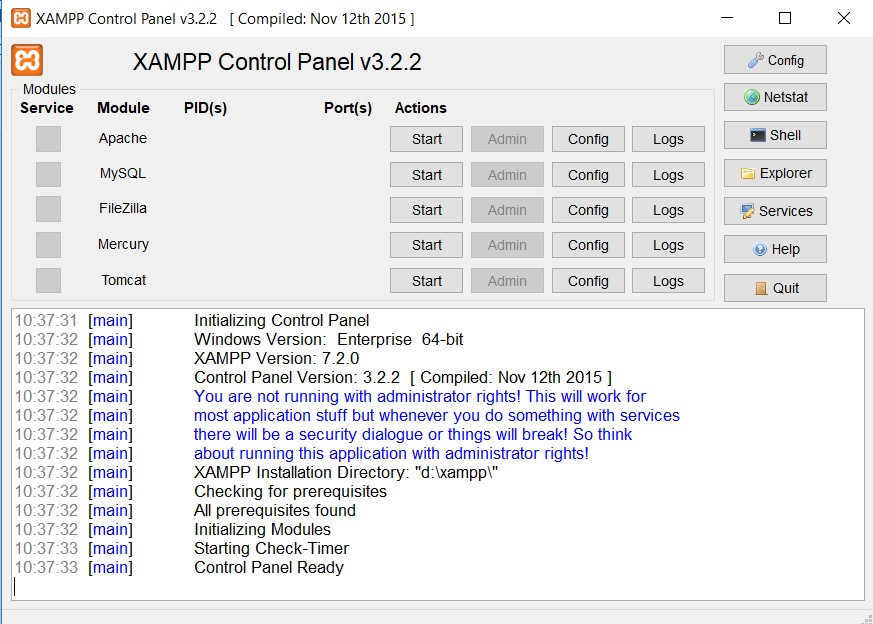 XAMPP Control Panel v3.2.2 [ Compiled: Nov 12th 2015 ]
XAMPP Control Panel v3.2.2
Config
Modules
Service Module PID(s) Port(s) Actions
Netstat
Apache Start Admin Config Logs
Shell
MySQL Start Admin Config Logs
Explorer
FileZilla Start Admin Config Logs
Services
Mercury Start Admin Config Logs
Help
Tomcat Start Admin Config Logs
Quit
10:37:31 [main] Initializing Control Panel
10:37:32 [main] Windows Version: Enterprise 64-bit
10:37:32 [main] XAMPP Version: 7.2.0
10:37:32 [main] Control Panel Version: 3.2.2 [ Compiled: Nov 12th 2015 ]
10:37:32 [main] You are not running with administrator rights! This will work for
10:37:32 [main] most application stuff but whenever you do something with services
10:37:32 [main] there will be a security dialogue or things will break! So think
10:37:32 [main] about running this application with administrator rights!
10:37:32 [main] XAMPP Installation Directory: "d:\xampp\"
10:37:32 [main] Checking for prerequisites
10:37:32 [main] All prerequisites found
10:37:32 [main] Initializing Modules
10:37:33 [main] Starting Check-Timer
10:37:33 [main] Control Panel Ready